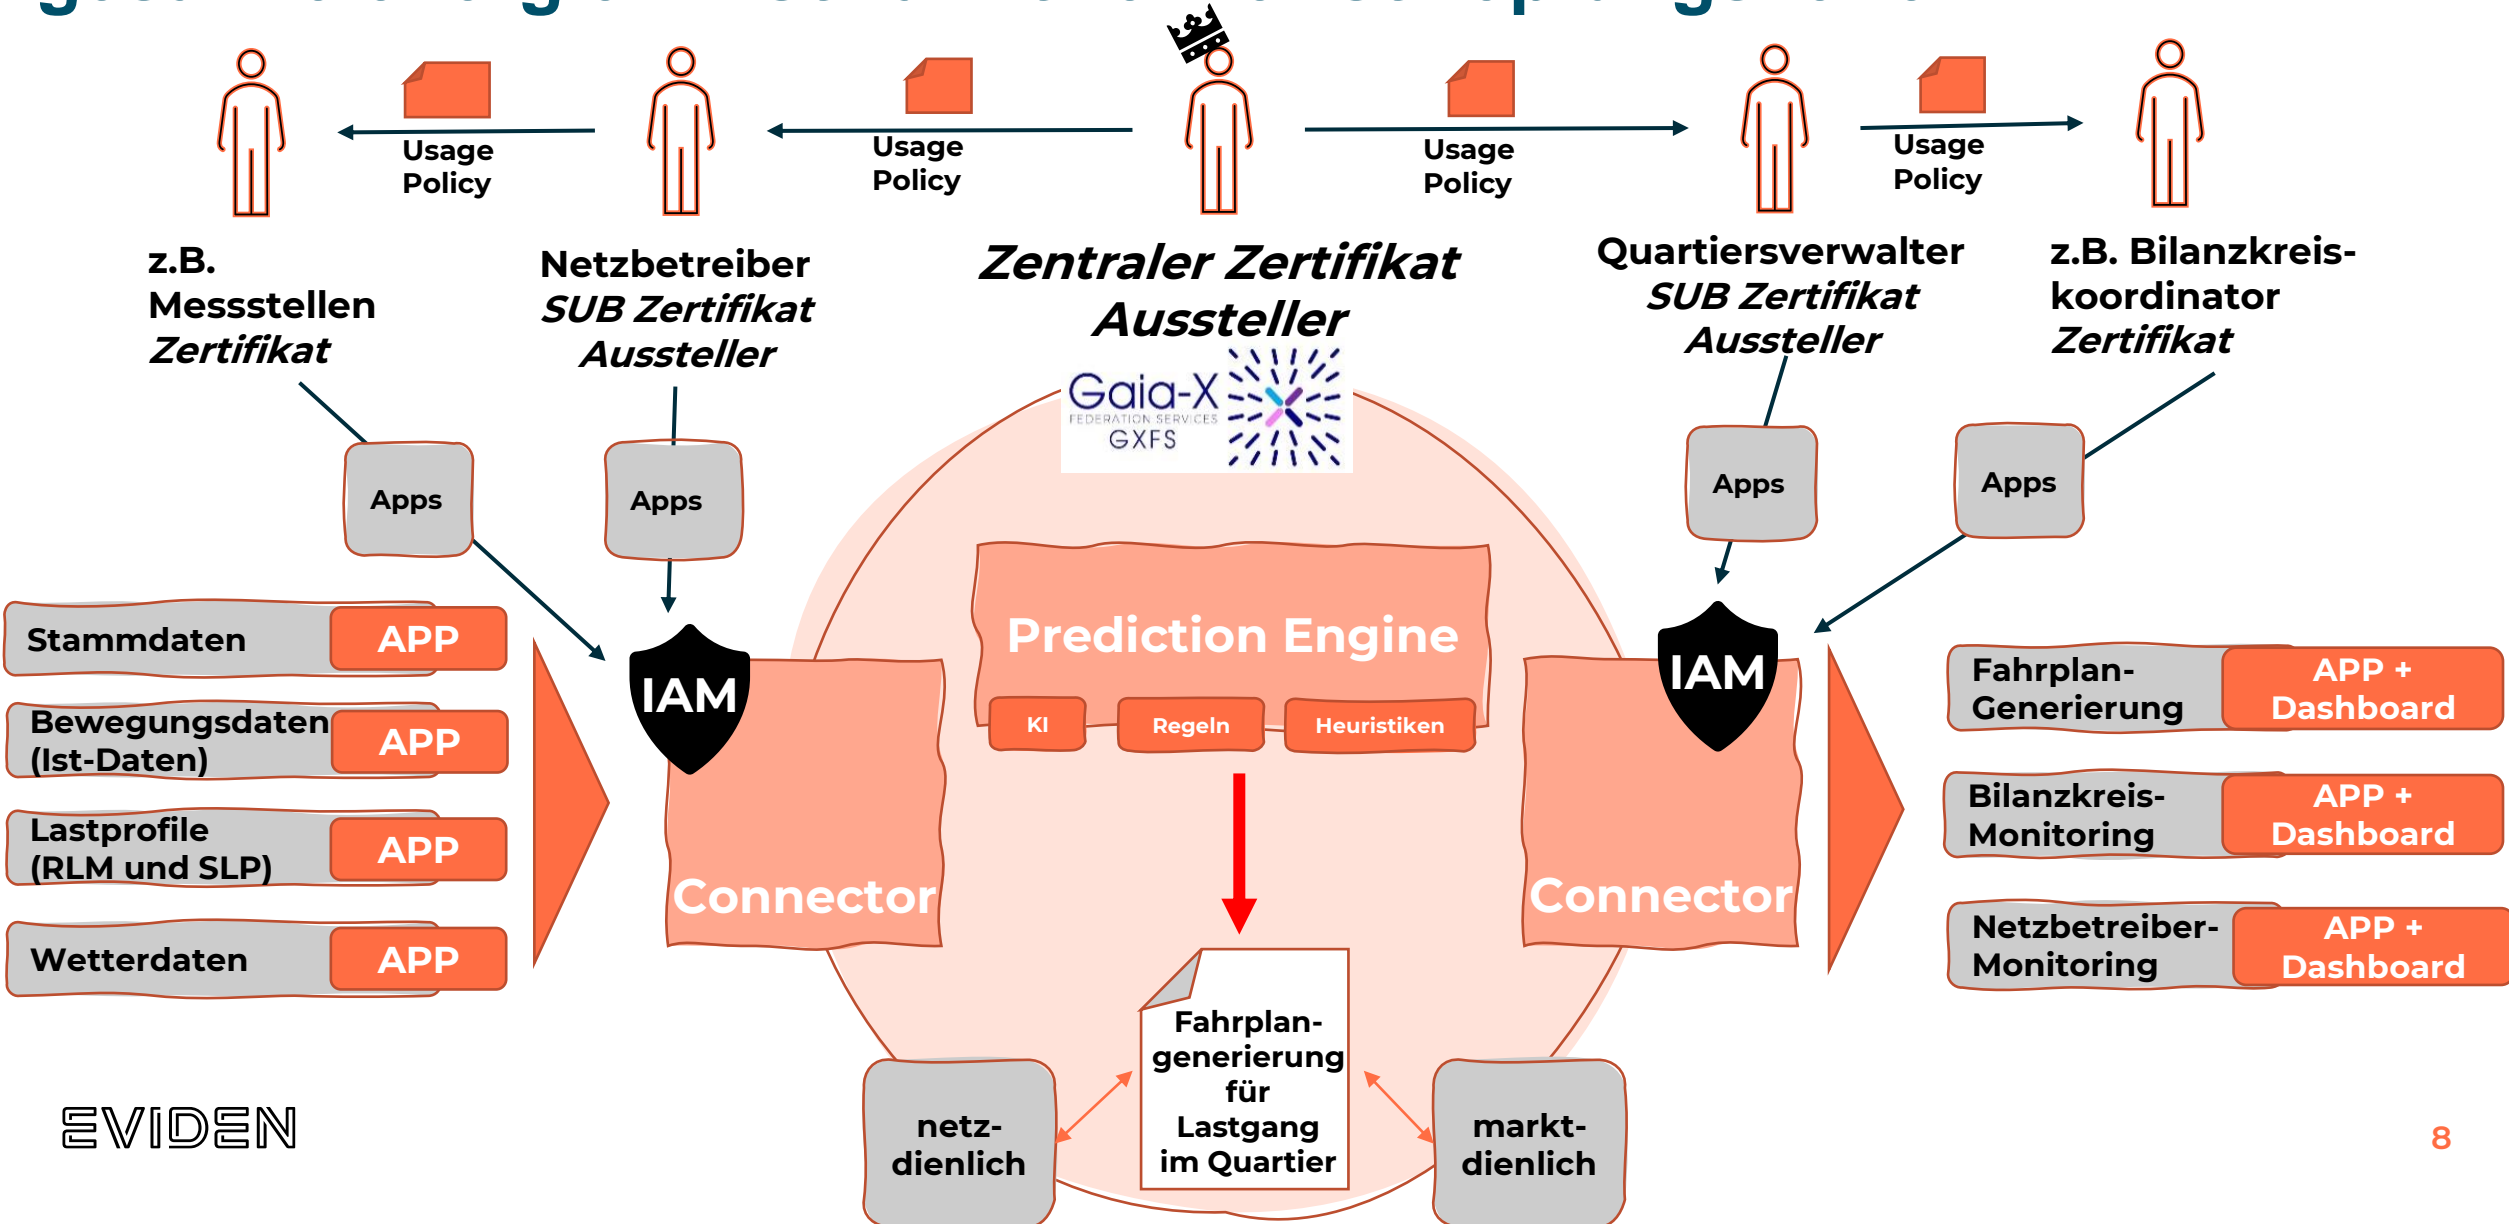 Usage
Policy
Usage
Policy
Usage
Policy
Usage
Policy
z.B.
Messstellen
Zertifikat
Netzbetreiber
SUB Zertifikat
Aussteller
Zentraler Zertifikat
Aussteller
Quartiersverwalter
SUB Zertifikat
Aussteller
z.B. Bilanzkreis-
koordinator
Zertifikat
Gaia-X
FEDERATION SERVICES
GXFS
Apps
Apps
Apps
Apps
Stammdaten
APP
Bewegungsdaten
(Ist-Daten)
APP
Lastprofile
(RLM und SLP)
APP
Wetterdaten
APP
IAM
Connector
Prediction Engine
KI
Regeln
Heuristiken
IAM
Connector
Fahrplan-
Generierung
APP +
Dashboard
Bilanzkreis-
Monitoring
APP +
Dashboard
Netzbetreiber-
Monitoring
APP +
Dashboard
Fahrplan-
generierung
für
Lastgang
im Quartier
netz-
dienlich
markt-
dienlich
EVIDEN
8